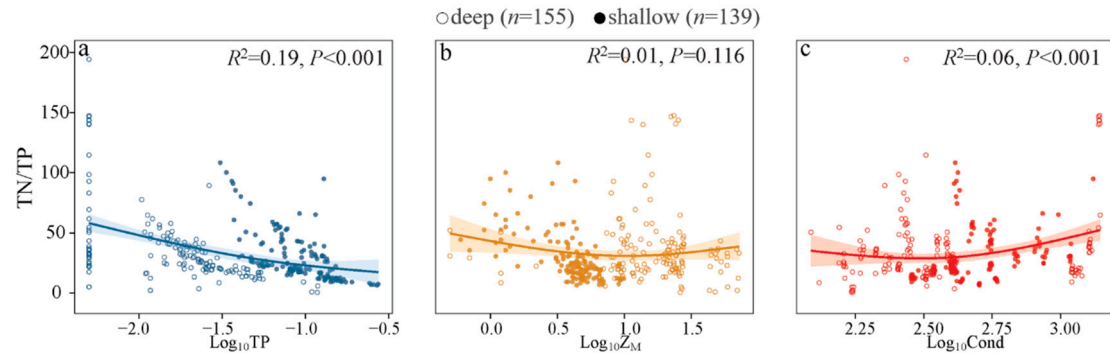 ○deep (n=155) ●shallow (n=139)
a
R²=0.19, P<0.001
b
R²=0.01, P=0.116
c
R²=0.06, P<0.001
TN/TP
200
150
100
50
0
−2.0 −1.5 −1.0 −0.5
Log₁₀TP
0.0 0.5 1.0 1.5
Log₁₀Z_M
2.25 2.50 2.75 3.00
Log₁₀Cond